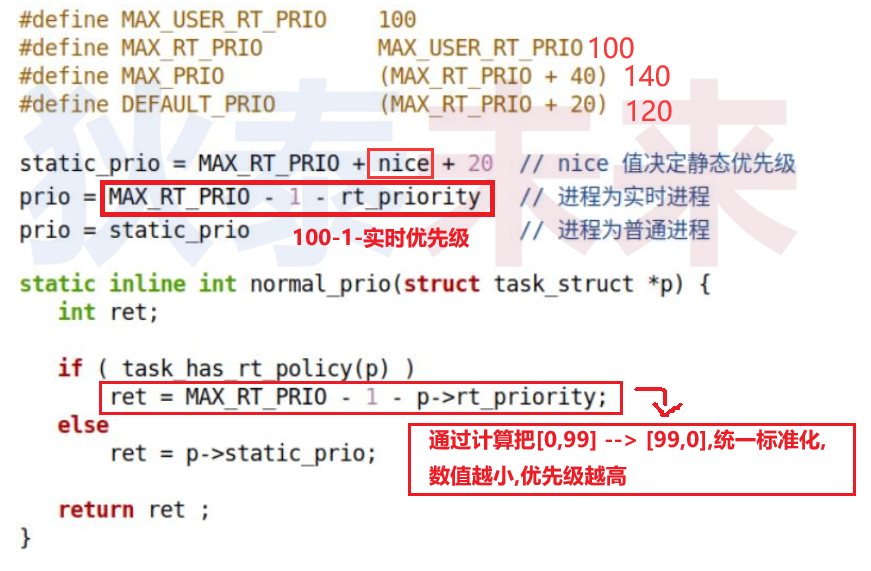 #define MAX_USER_RT_PRIO 100
#define MAX_RT_PRIO MAX_USER_RT_PRIO 100
#define MAX_PRIO (MAX_RT_PRIO + 40) 140
#define DEFAULT_PRIO (MAX_RT_PRIO + 20) 120
static_prio = MAX_RT_PRIO + nice + 20 // nice 值决定静态优先级
prio = MAX_RT_PRIO - 1 - rt_priority // 进程为实时进程
prio = static_prio // 进程为普通进程
100-1-实时优先级
static inline int normal_prio(struct task_struct *p) {
int ret;
if ( task_has_rt_policy(p) )
ret = MAX_RT_PRIO - 1 - p->rt_priority;
else
通过计算把[0,99] --> [99,0],统一标准化,
数值越小,优先级越高
ret = p->static_prio;
return ret ;
}
狄泰未来